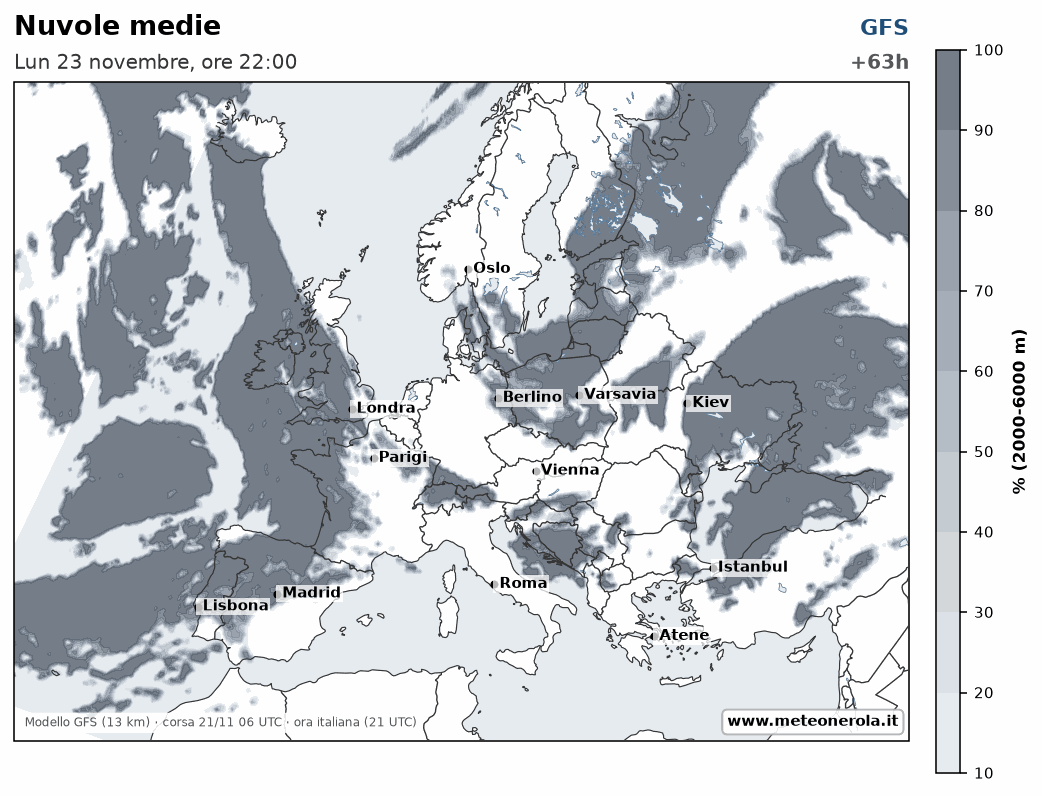 Nuvole medie
GFS
Lun 23 novembre, ore 22:00
+63h
Oslo
Berlino
Varsavia
Kiev
Londra
Parigi
Vienna
Istanbul
Roma
Madrid
Lisbona
Atene
Modello GFS (13 km) · corsa 21/11 06 UTC · ora italiana (21 UTC)
www.meteonerola.it
100
90
80
70
60
50
40
30
20
10
% (2000-6000 m)